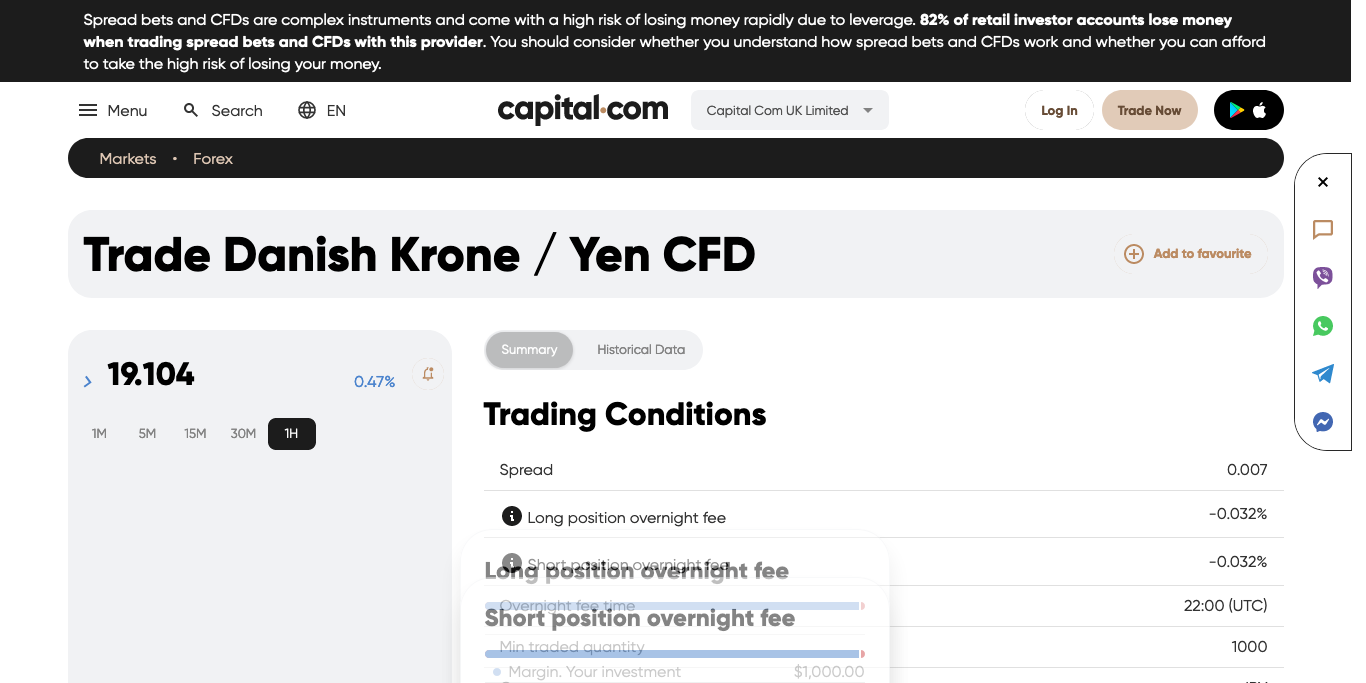 Spread bets and CFDs are complex instruments and come with a high risk of losing money rapidly due to leverage. 82% of retail investor accounts lose money
when trading spread bets and CFDs with this provider. You should consider whether you understand how spread bets and CFDs work and whether you can afford
to take the high risk of losing your money.
Menu Search EN capital.com Capital Com UK Limited Log In Trade Now
Markets • Forex
Trade Danish Krone / Yen CFD
Add to favourite
19.104 0.47%
1M 5M 15M 30M 1H
Summary Historical Data
Trading Conditions
Spread 0.007
Long position overnight fee -0.032%
Short position overnight fee -0.032%
Long position overnight fee
Overnight fee time 22:00 (UTC)
Short position overnight fee
Min traded quantity 1000
Margin. Your investment $1,000.00